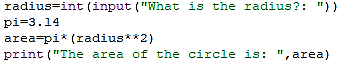 radius=int(input("What is the radius?: "))
pi=3.14
area=pi*(radius**2)
print("The area of the circle is: ",area)